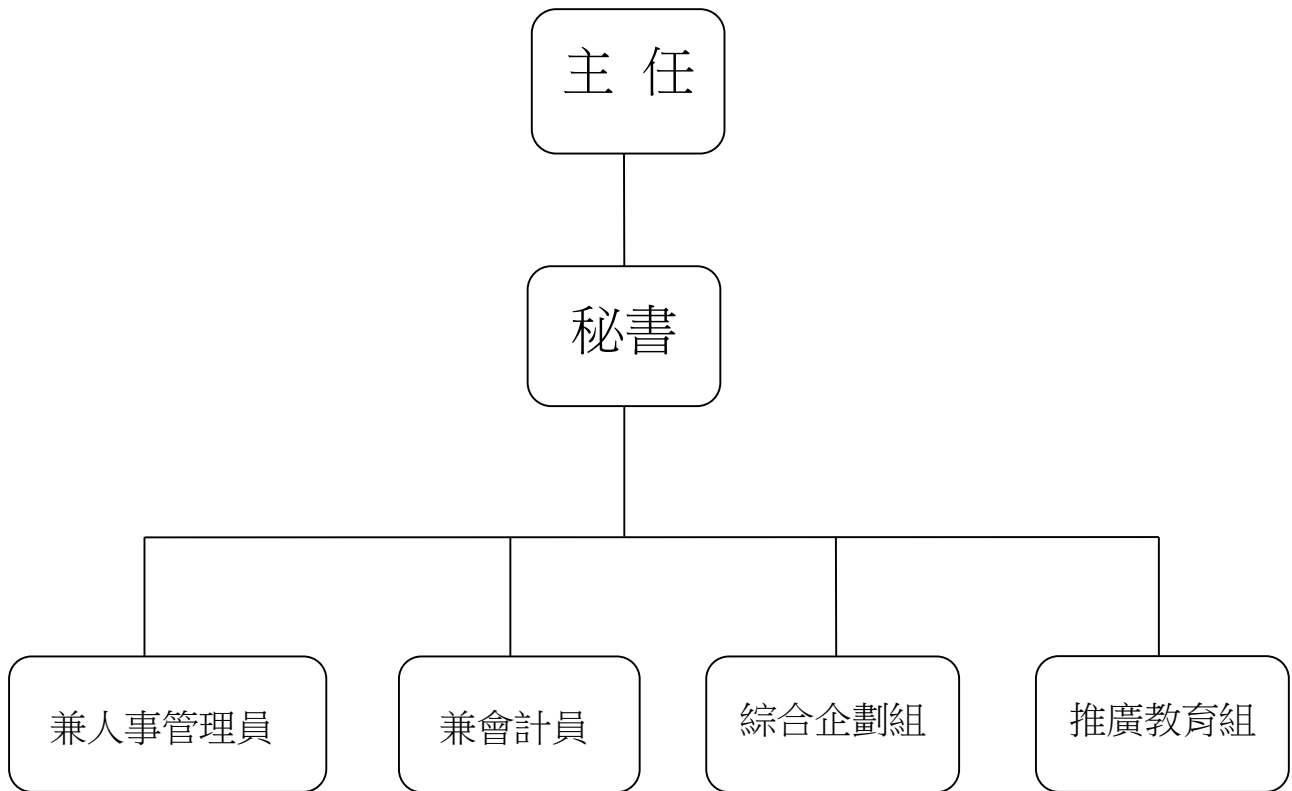 主 任
秘書
兼人事管理員
兼會計員
綜合企劃組
推廣教育組